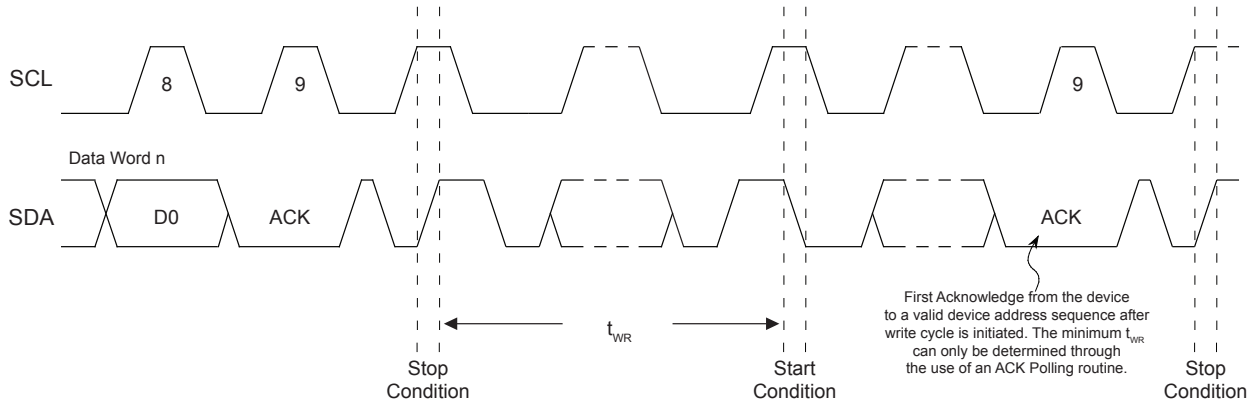 SCL
8
9
9
Data Word n
SDA
D0
ACK
ACK
First Acknowledge from the device
to a valid device address sequence after
write cycle is initiated. The minimum tWR
can only be determined through
the use of an ACK Polling routine.
tWR
Stop
Condition
Start
Condition
Stop
Condition